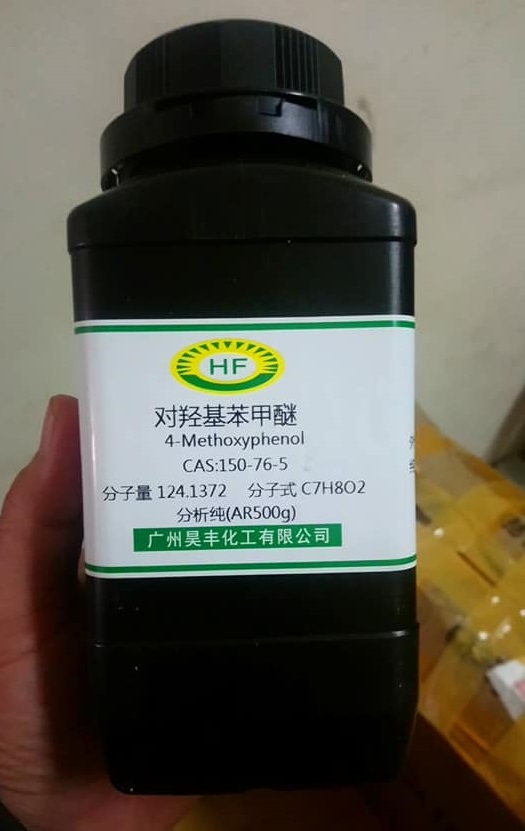 HF
对羟基苯甲醚
4-Methoxyphenol
CAS:150-76-5
分子量 124.1372 分子式 C7H8O2
分析纯(AR500g)
广州昊丰化工有限公司